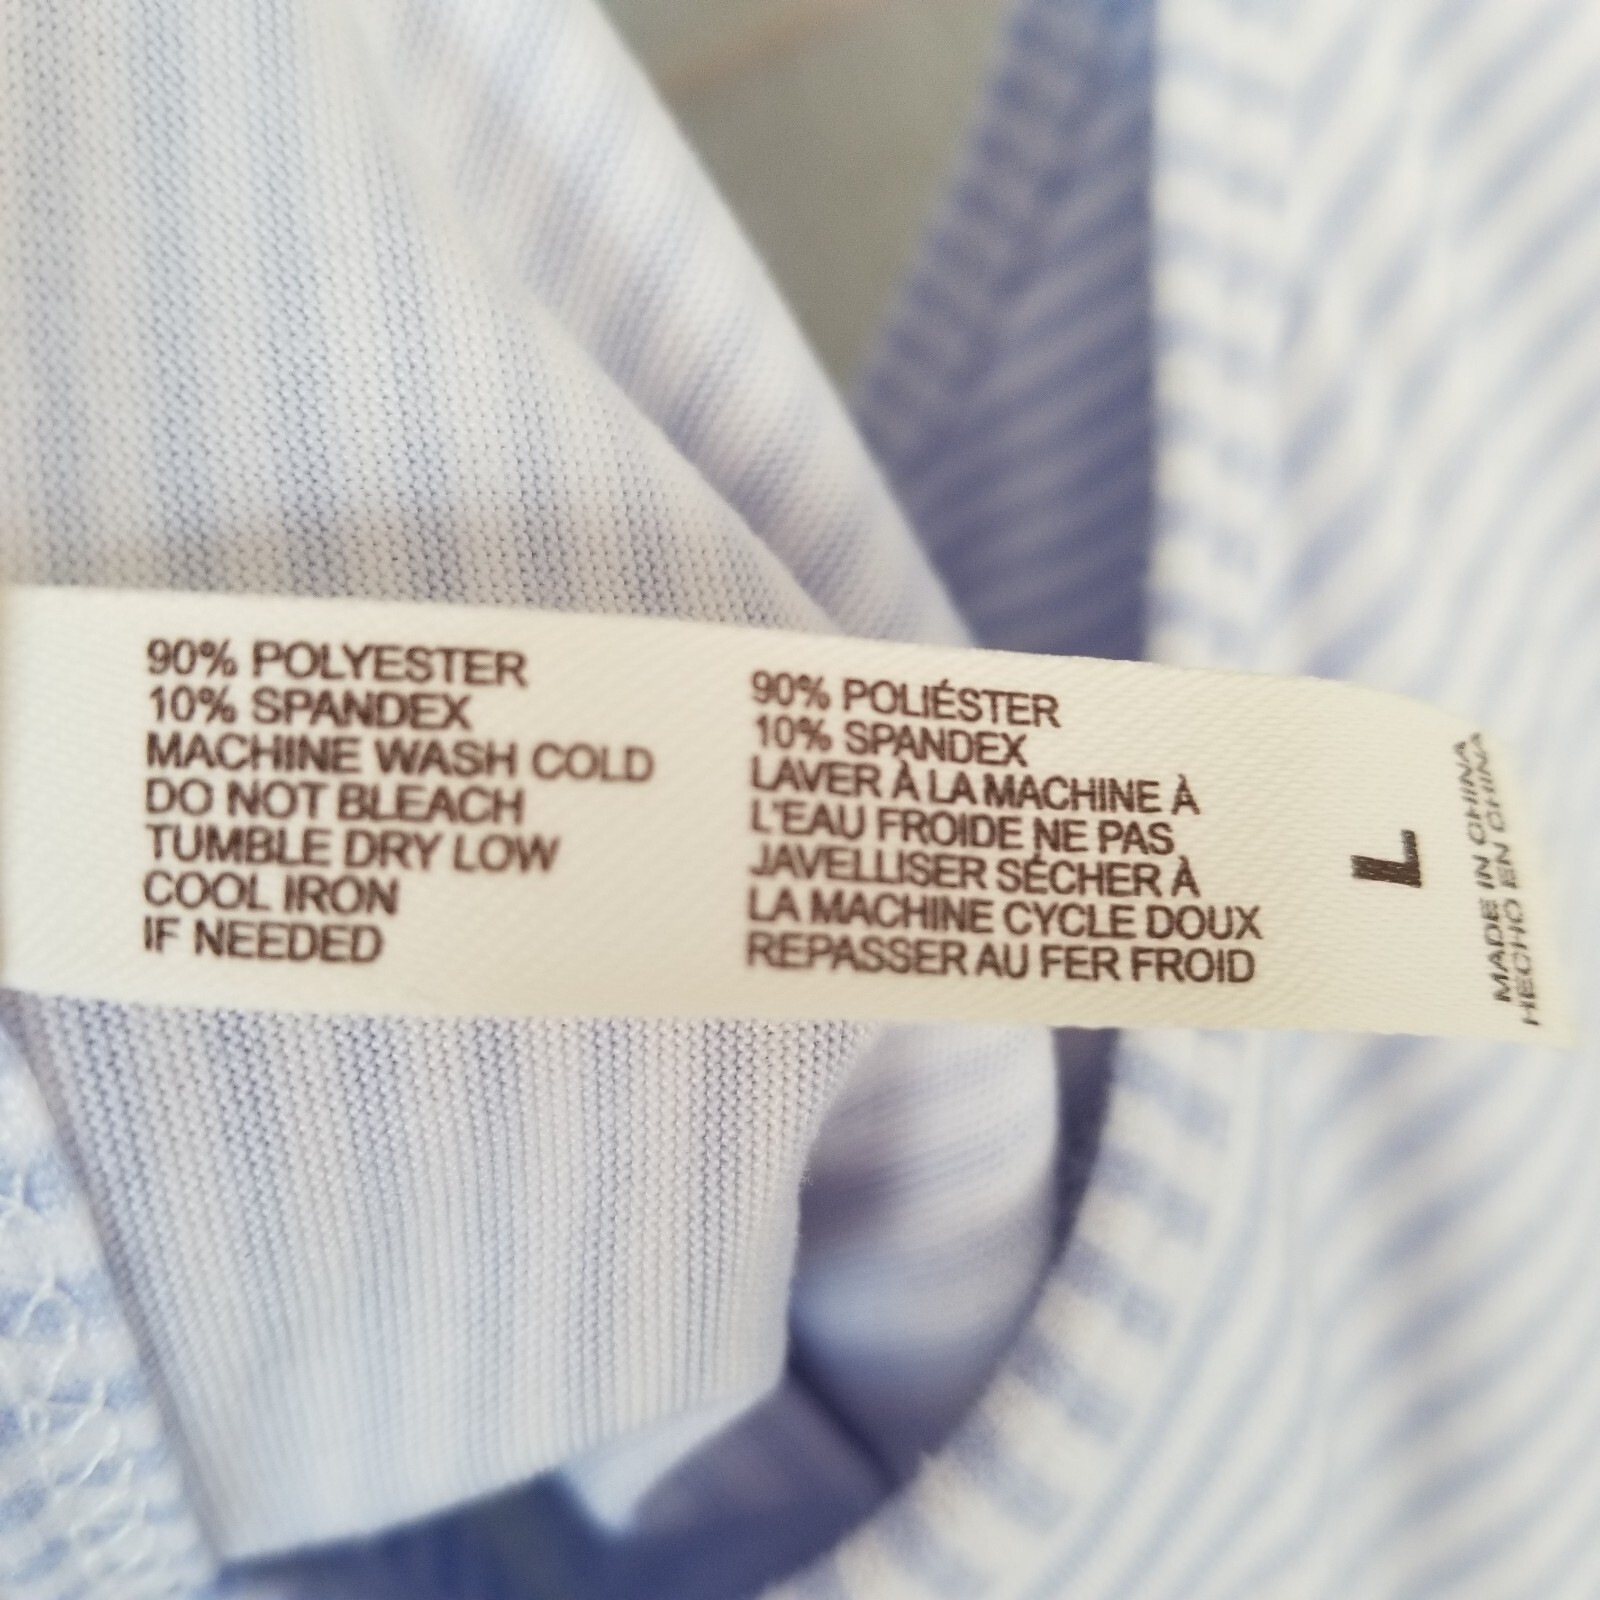 90% POLYESTER
10% SPANDEX
MACHINE WASH COLD
DO NOT BLEACH
TUMBLE DRY LOW
COOL IRON
IF NEEDED
90% POLIÉSTER
10% SPANDEX
LAVER À LA MACHINE À
L'EAU FROIDE NE PAS
JAVELLISER SÉCHER À
LA MACHINE CYCLE DOUX
REPASSER AU FER FROID
L
MADE IN CHINA
HECHO EN CHINA